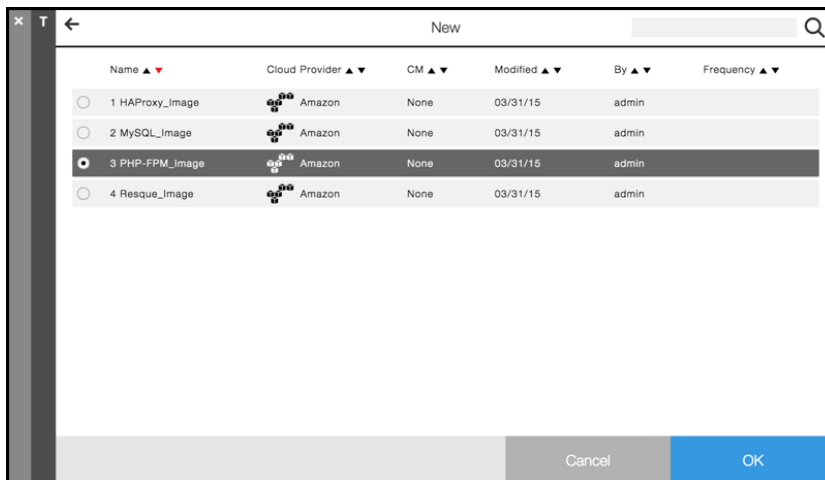 × T New
Name ▲ ▼ Cloud Provider ▲ ▼ CM ▲ ▼ Modified ▲ ▼ By ▲ ▼ Frequency ▲ ▼
1 HAProxy_Image Amazon None 03/31/15 admin
2 MySQL_Image Amazon None 03/31/15 admin
3 PHP-FPM_Image Amazon None 03/31/15 admin
4 Resque_Image Amazon None 03/31/15 admin
Cancel OK